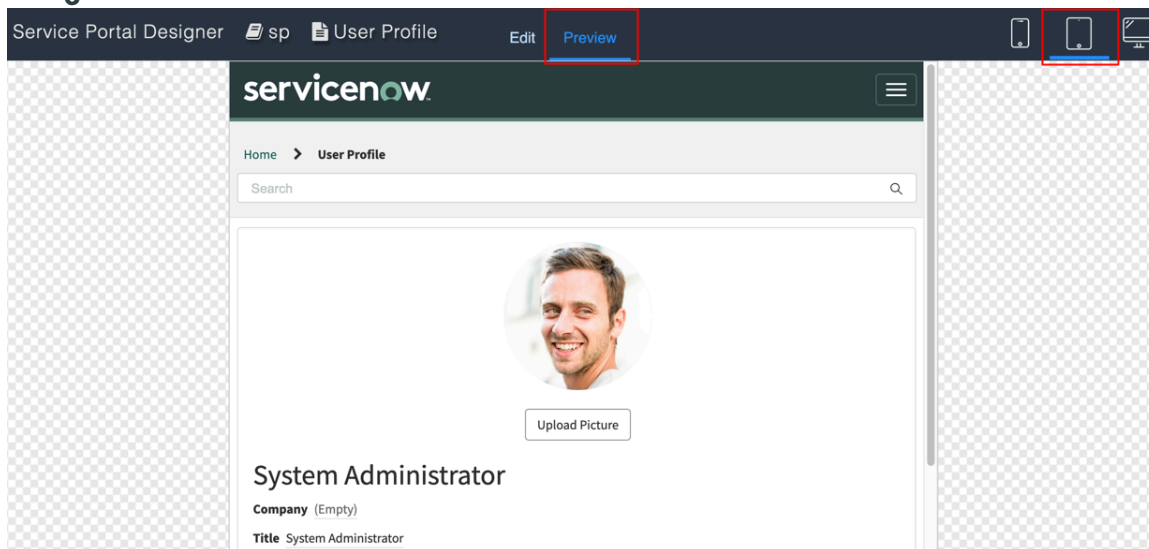 Service Portal Designer sp User Profile Edit Preview
servicenow
Home User Profile
Search
Upload Picture
System Administrator
Company (Empty)
Title System Administrator